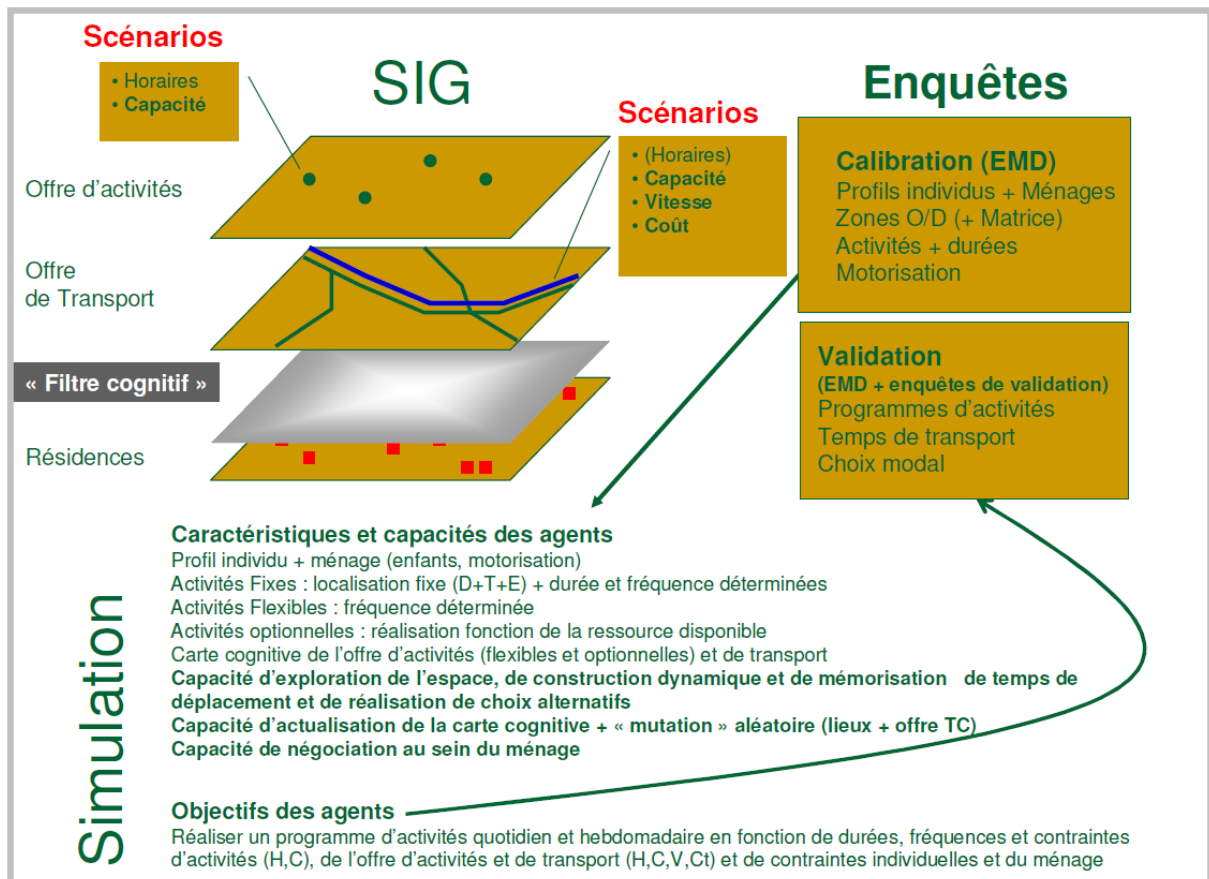 Scénarios
• Horaires
• Capacité
SIG
Enquêtes
Scénarios
• (Horaires)
• Capacité
• Vitesse
• Coût
Calibration (EMD)
Profils individus + Ménages
Zones O/D (+ Matrice)
Activités + durées
Motorisation
Offre d'activités
Offre
de Transport
« Filtre cognitif »
Résidences
Validation
(EMD + enquêtes de validation)
Programmes d'activités
Temps de transport
Choix modal
Simulation
Caractéristiques et capacités des agents
Profil individu + ménage (enfants, motorisation)
Activités Fixes : localisation fixe (D+T+E) + durée et fréquence déterminées
Activités Flexibles : fréquence déterminée
Activités optionnelles : réalisation fonction de la ressource disponible
Carte cognitive de l'offre d'activités (flexibles et optionnelles) et de transport
Capacité d'exploration de l'espace, de construction dynamique et de mémorisation de temps de
déplacement et de réalisation de choix alternatifs
Capacité d'actualisation de la carte cognitive + « mutation » aléatoire (lieux + offre TC)
Capacité de négociation au sein du ménage
Objectifs des agents
Réaliser un programme d'activités quotidien et hebdomadaire en fonction de durées, fréquences et contraintes
d'activités (H,C), de l'offre d'activités et de transport (H,C,V,Ct) et de contraintes individuelles et du ménage